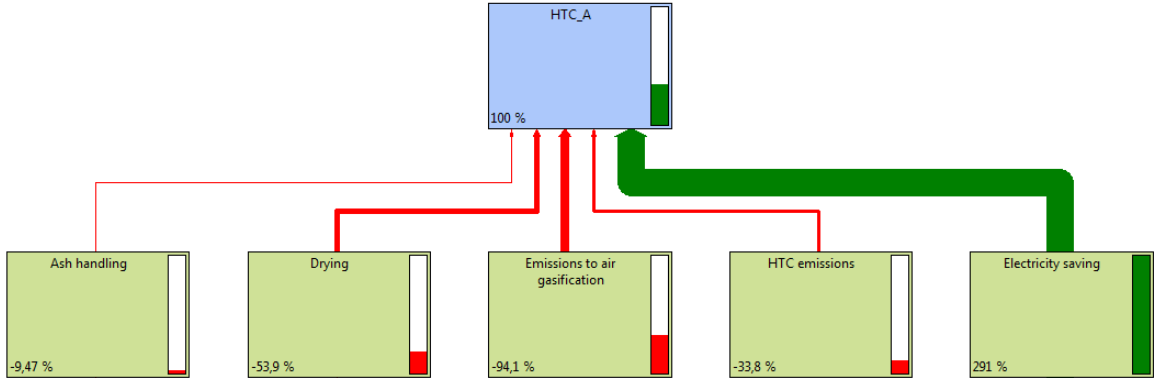 HTC_A
100 %
Ash handling
-9,47 %
Drying
-53,9 %
Emissions to air
gasification
-94,1 %
HTC emissions
-33,8 %
Electricity saving
291 %